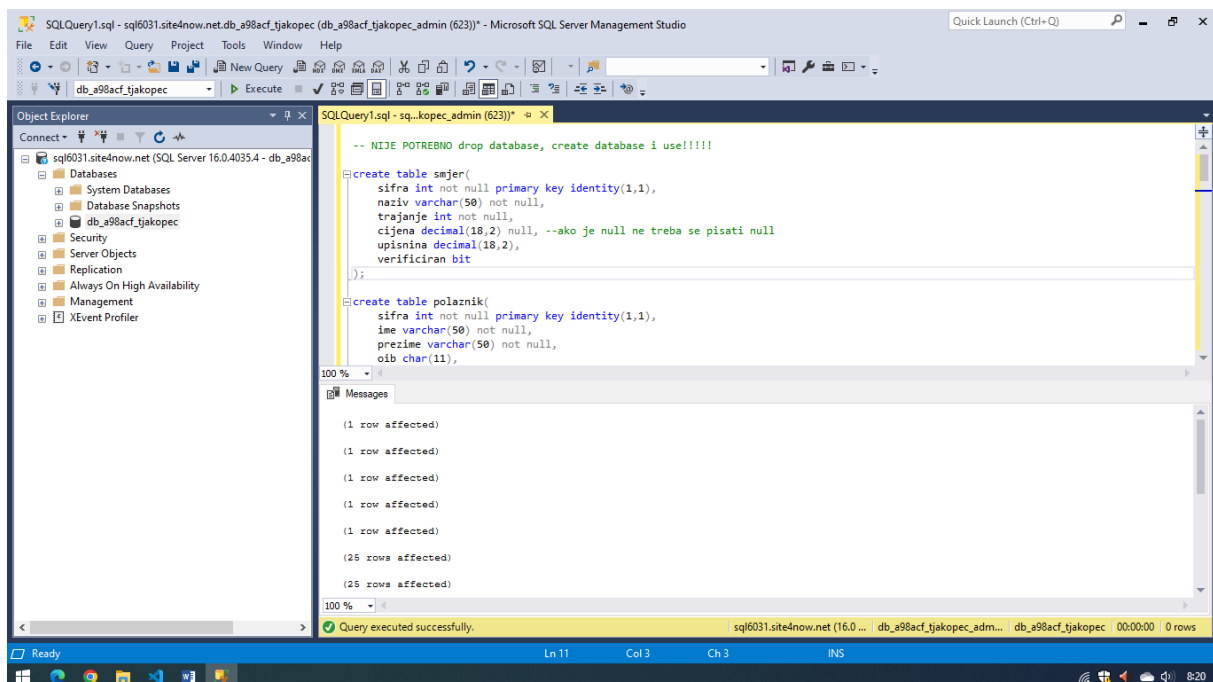 SQLQuery1.sql - sql6031.site4now.net.db_a98acf_tjakopec (db_a98acf_tjakopec_admin (623))* - Microsoft SQL Server Management Studio
Quick Launch (Ctrl+Q)
File Edit View Query Project Tools Window Help
New Query
db_a98acf_tjakopec
Execute
Object Explorer
SQLQuery1.sql - sq...kopec_admin (623))*
Connect
sql6031.site4now.net (SQL Server 16.0.4035.4 - db_a98ac
Databases
System Databases
Database Snapshots
db_a98acf_tjakopec
Security
Server Objects
Replication
Always On High Availability
Management
XEvent Profiler
-- NIJE POTREBNO drop database, create database i use!!!!!
create table smjer(
sifra int not null primary key identity(1,1),
naziv varchar(50) not null,
trajanje int not null,
cijena decimal(18,2) null, --ako je null ne treba se pisati null
upisnina decimal(18,2),
verificiran bit
);
create table polaznik(
sifra int not null primary key identity(1,1),
ime varchar(50) not null,
prezime varchar(50) not null,
oib char(11),
100 %
Messages
(1 row affected)
(1 row affected)
(1 row affected)
(1 row affected)
(1 row affected)
(25 rows affected)
(25 rows affected)
100 %
Query executed successfully.
sql6031.site4now.net (16.0 ... db_a98acf_tjakopec_adm... db_a98acf_tjakopec 00:00:00 0 rows
Ready
Ln 11 Col 3 Ch 3 INS
8:20